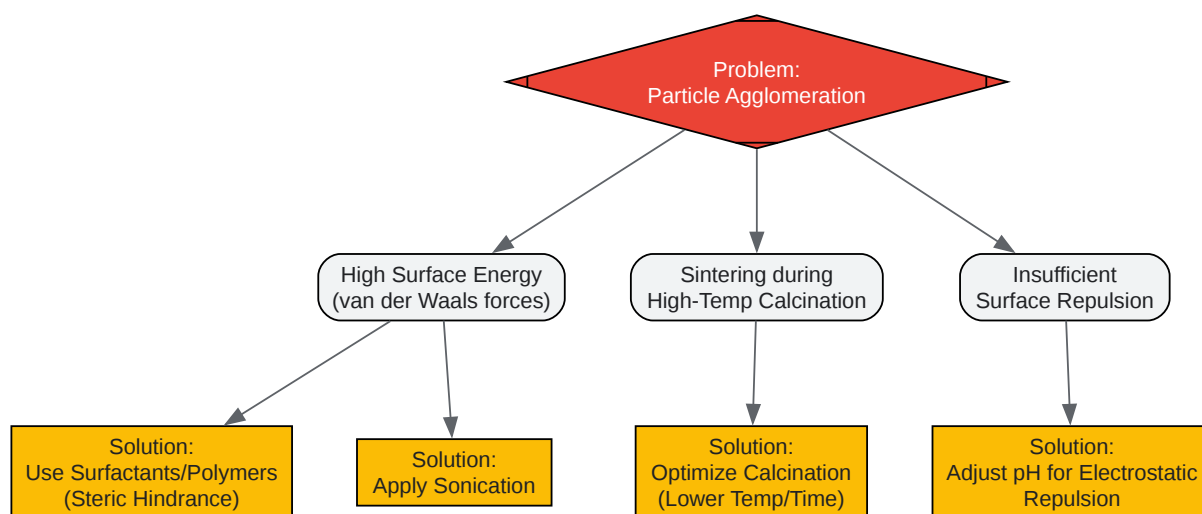 Problem:
Particle Agglomeration
High Surface Energy
(van der Waals forces)
Sintering during
High-Temp Calcination
Insufficient
Surface Repulsion
Solution:
Use Surfactants/Polymers
(Steric Hindrance)
Solution:
Apply Sonication
Solution:
Optimize Calcination
(Lower Temp/Time)
Solution:
Adjust pH for Electrostatic
Repulsion